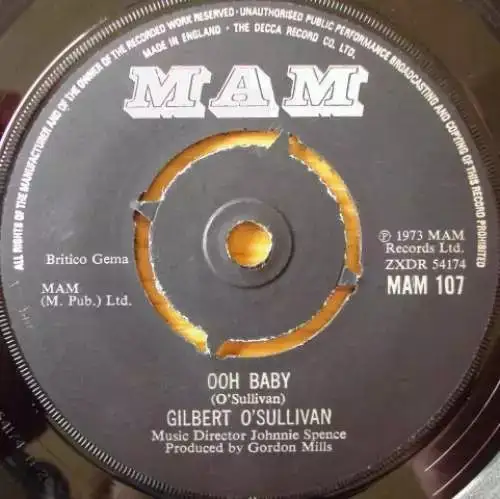 ALL RIGHTS OF THE MANUFACTURER AND OF THE OWNER OF THE RECORDED WORK RESERVED · UNAUTHORISED PUBLIC PERFORMANCE BROADCASTING AND COPYING OF THIS RECORD PROHIBITED
MADE IN ENGLAND · THE DECCA RECORD CO. LTD.
MAM
Britico Gema
MAM
(M. Pub.) Ltd.
℗ 1973 MAM
Records Ltd.
ZXDR 54174
MAM 107
OOH BABY
(O'Sullivan)
GILBERT O'SULLIVAN
Music Director Johnnie Spence
Produced by Gordon Mills